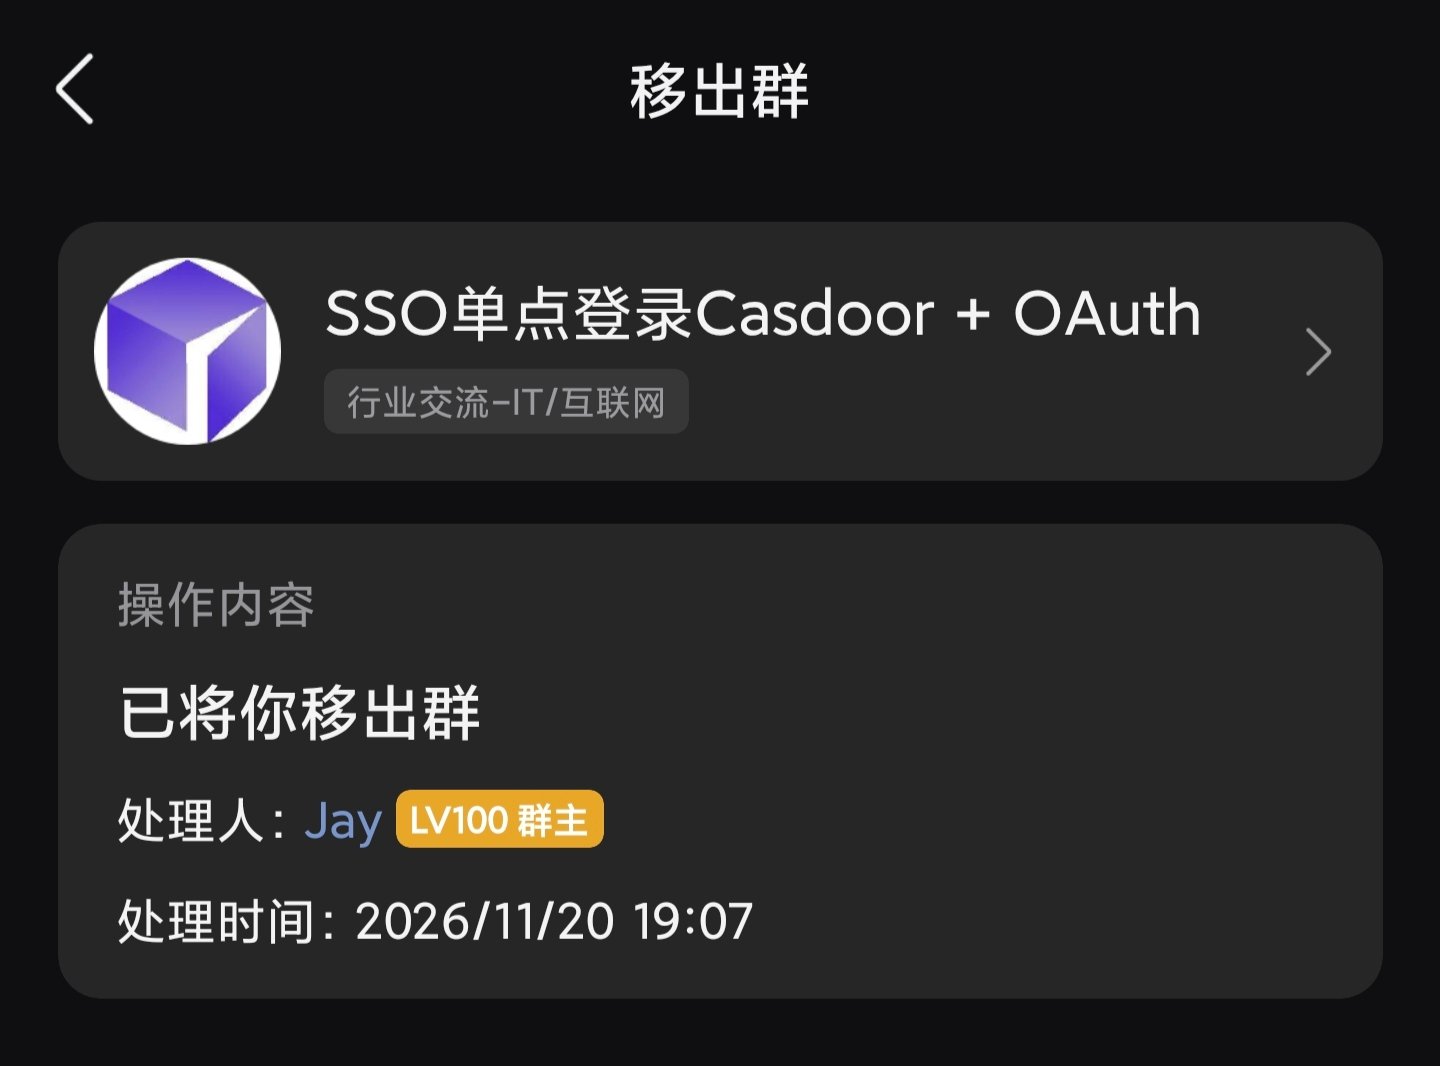 移出群
SSO单点登录Casdoor + OAuth
行业交流-IT/互联网
操作内容
已将你移出群
处理人: Jay LV100 群主
处理时间: 2026/11/20 19:07